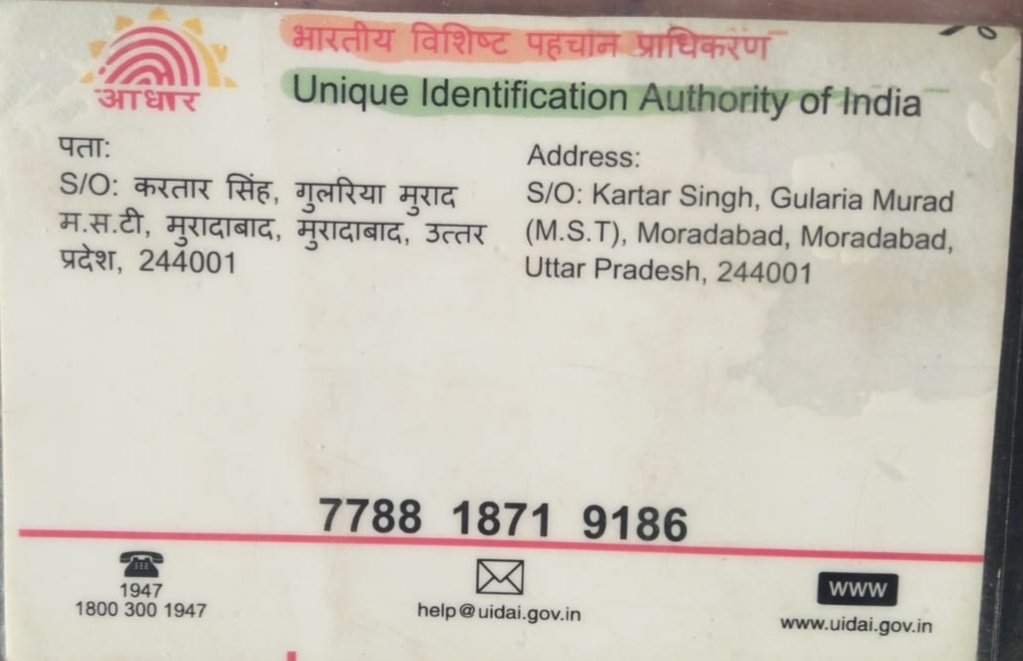 आधार
भारतीय विशिष्ट पहचान प्राधिकरण
Unique Identification Authority of India
पता:
S/O: करतार सिंह, गुलरिया मुराद
म.स.टी, मुरादाबाद, मुरादाबाद, उत्तर
प्रदेश, 244001
Address:
S/O: Kartar Singh, Gularia Murad
(M.S.T), Moradabad, Moradabad,
Uttar Pradesh, 244001
7788 1871 9186
1947
1800 300 1947
help@uidai.gov.in
www
www.uidai.gov.in